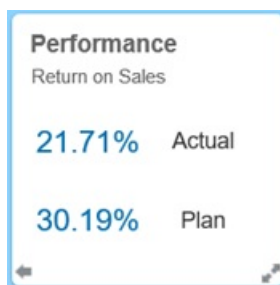 Performance
Return on Sales
21.71% Actual
30.19% Plan